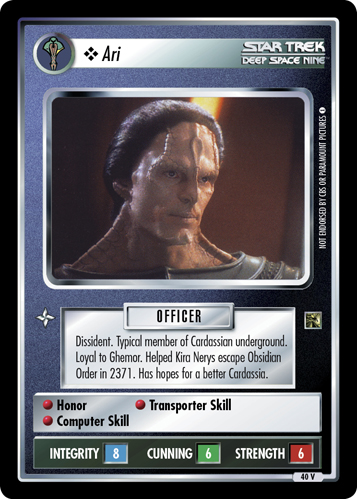 ❖ Ari
STAR TREK
DEEP SPACE NINE™
NOT ENDORSED BY CBS OR PARAMOUNT PICTURES
OFFICER
Dissident. Typical member of Cardassian underground.
Loyal to Ghemor. Helped Kira Nerys escape Obsidian
Order in 2371. Has hopes for a better Cardassia.
• Honor • Transporter Skill
• Computer Skill
INTEGRITY 8 CUNNING 6 STRENGTH 6
40 V